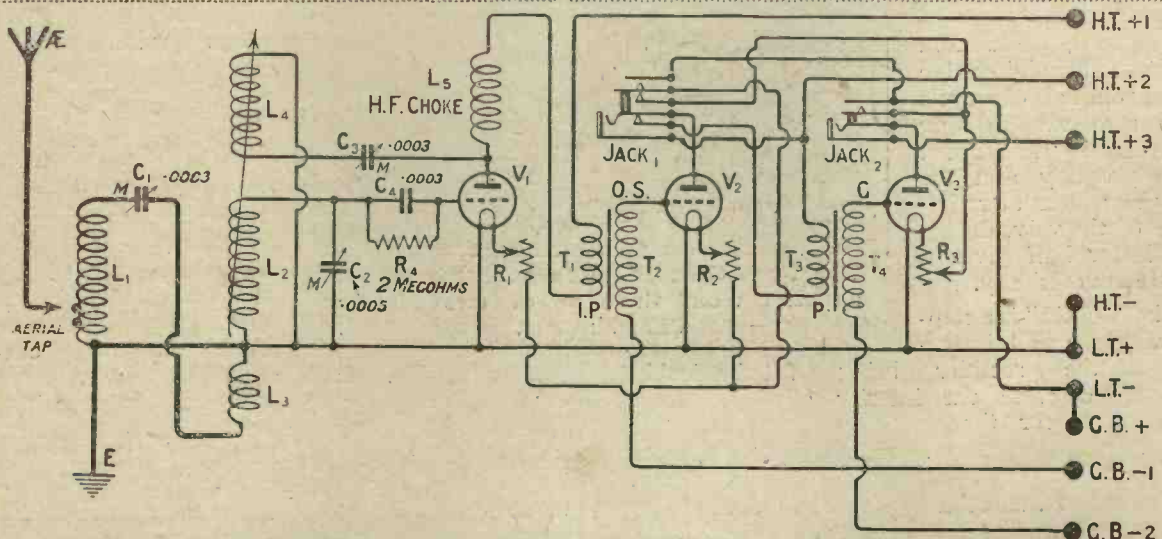 Æ
AERIAL
TAP
E
L₁
C₁
M
.0003
L₄
L₂
L₃
C₃
M
.0003
C₄
.0003
R₄
2 MEGOHMS
M
C₂
.0005
L₅
H.F. CHOKE
V₁
R₁
T₁
I.P
O.S.
T₂
JACK₁
V₂
R₂
T₃
P.
G
T₄
JACK₂
V₃
R₃
H.T. +1
H.T. +2
H.T. +3
H.T.-
L.T.+
L.T.-
G.B.+
G.B.-1
G.B-2